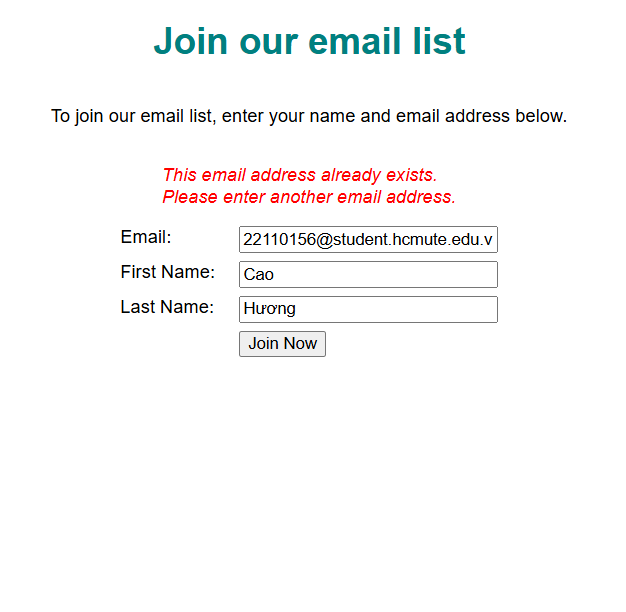 Join our email list
To join our email list, enter your name and email address below.
This email address already exists.
Please enter another email address.
Email: 22110156@student.hcmute.edu.v
First Name: Cao
Last Name: Hương
Join Now